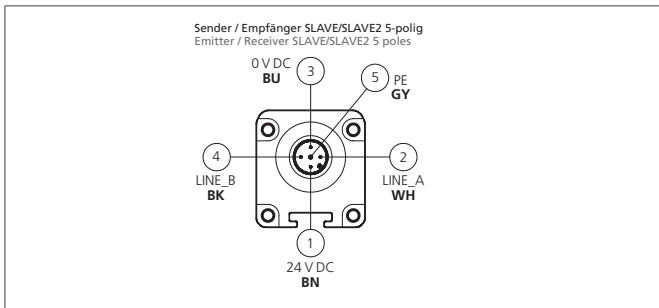 Sender / Empfänger SLAVE/SLAVE2 5-polig
Emitter / Receiver SLAVE/SLAVE2 5 poles
0 V DC
BU
3
5
PE
GY
4
LINE_B
BK
2
LINE_A
WH
1
24 V DC
BN